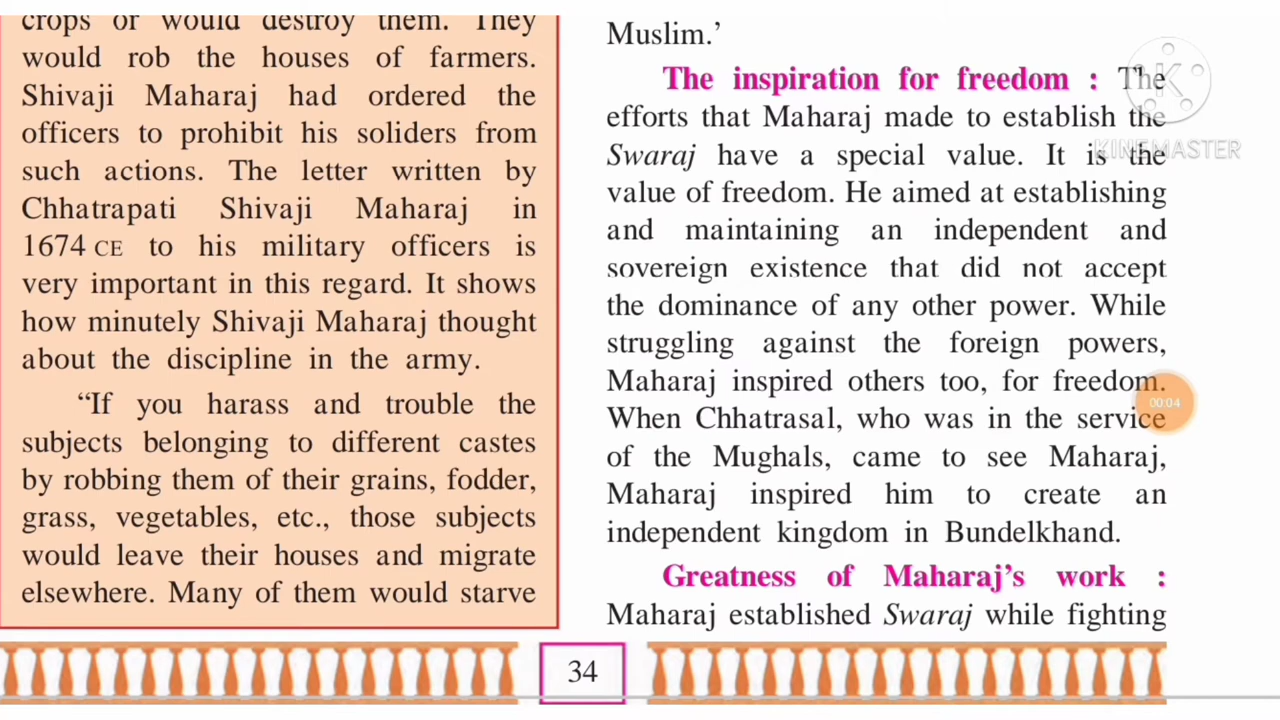 crops or would destroy them. They
would rob the houses of farmers.
Shivaji Maharaj had ordered the
officers to prohibit his soliders from
such actions. The letter written by
Chhatrapati Shivaji Maharaj in
1674 CE to his military officers is
very important in this regard. It shows
how minutely Shivaji Maharaj thought
about the discipline in the army.
“If you harass and trouble the
subjects belonging to different castes
by robbing them of their grains, fodder,
grass, vegetables, etc., those subjects
would leave their houses and migrate
elsewhere. Many of them would starve
Muslim.’
The inspiration for freedom : The
efforts that Maharaj made to establish the
Swaraj have a special value. It is the
value of freedom. He aimed at establishing
and maintaining an independent and
sovereign existence that did not accept
the dominance of any other power. While
struggling against the foreign powers,
Maharaj inspired others too, for freedom.
When Chhatrasal, who was in the service
of the Mughals, came to see Maharaj,
Maharaj inspired him to create an
independent kingdom in Bundelkhand.
Greatness of Maharaj’s work :
Maharaj established Swaraj while fighting
34
K
KINEMASTER
00:04